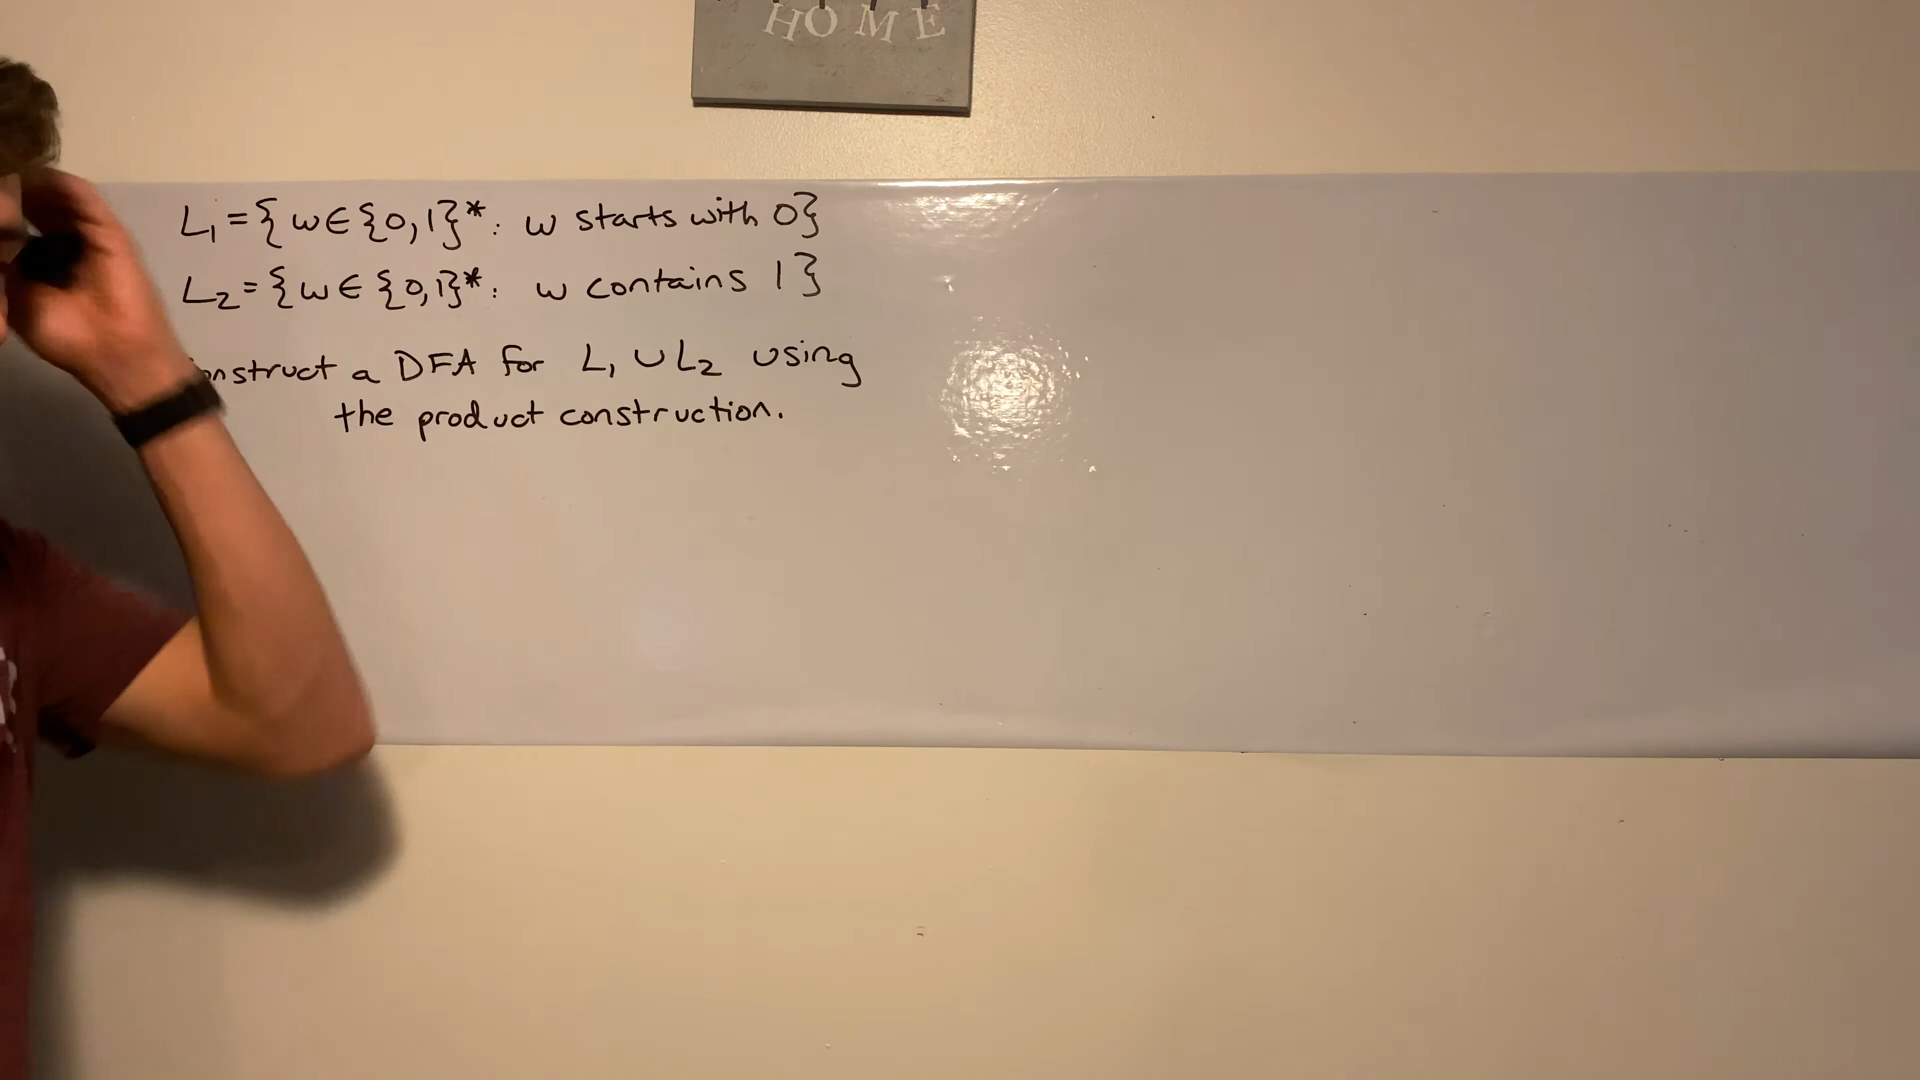 HOME
L₁ = { w ∈ {0,1}* : w starts with 0}
L₂ = { w ∈ {0,1}* : w contains 1 }
onstruct a DFA for L₁ ∪ L₂ using
the product construction.